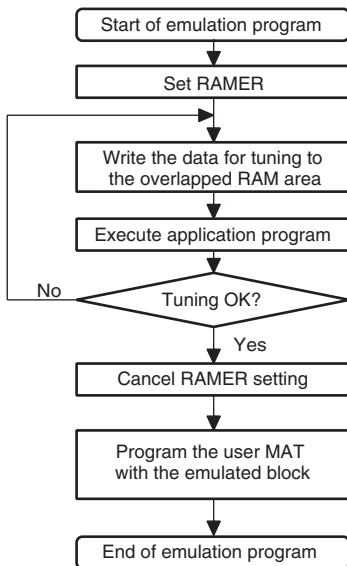 Start of emulation program
Set RAMER
Write the data for tuning to
the overlapped RAM area
Execute application program
Tuning OK?
No
Yes
Cancel RAMER setting
Program the user MAT
with the emulated block
End of emulation program